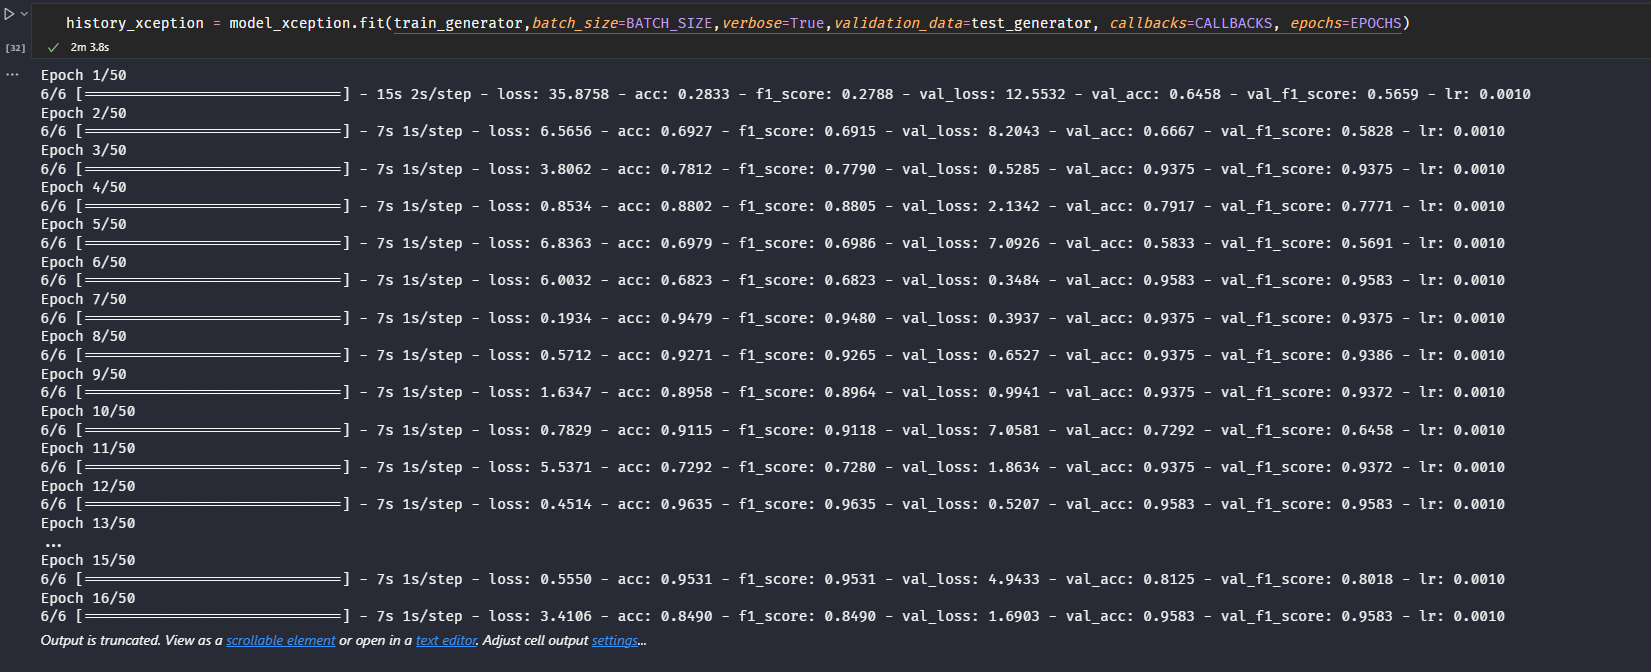 history_xception = model_xception.fit(train_generator,batch_size=BATCH_SIZE,verbose=True,validation_data=test_generator, callbacks=CALLBACKS, epochs=EPOCHS)
[32] 2m 3.8s
Epoch 1/50
6/6 [==============================] - 15s 2s/step - loss: 35.8758 - acc: 0.2833 - f1_score: 0.2788 - val_loss: 12.5532 - val_acc: 0.6458 - val_f1_score: 0.5659 - lr: 0.0010
Epoch 2/50
6/6 [==============================] - 7s 1s/step - loss: 6.5656 - acc: 0.6927 - f1_score: 0.6915 - val_loss: 8.2043 - val_acc: 0.6667 - val_f1_score: 0.5828 - lr: 0.0010
Epoch 3/50
6/6 [==============================] - 7s 1s/step - loss: 3.8062 - acc: 0.7812 - f1_score: 0.7790 - val_loss: 0.5285 - val_acc: 0.9375 - val_f1_score: 0.9375 - lr: 0.0010
Epoch 4/50
6/6 [==============================] - 7s 1s/step - loss: 0.8534 - acc: 0.8802 - f1_score: 0.8805 - val_loss: 2.1342 - val_acc: 0.7917 - val_f1_score: 0.7771 - lr: 0.0010
Epoch 5/50
6/6 [==============================] - 7s 1s/step - loss: 6.8363 - acc: 0.6979 - f1_score: 0.6986 - val_loss: 7.0926 - val_acc: 0.5833 - val_f1_score: 0.5691 - lr: 0.0010
Epoch 6/50
6/6 [==============================] - 7s 1s/step - loss: 6.0032 - acc: 0.6823 - f1_score: 0.6823 - val_loss: 0.3484 - val_acc: 0.9583 - val_f1_score: 0.9583 - lr: 0.0010
Epoch 7/50
6/6 [==============================] - 7s 1s/step - loss: 0.1934 - acc: 0.9479 - f1_score: 0.9480 - val_loss: 0.3937 - val_acc: 0.9375 - val_f1_score: 0.9375 - lr: 0.0010
Epoch 8/50
6/6 [==============================] - 7s 1s/step - loss: 0.5712 - acc: 0.9271 - f1_score: 0.9265 - val_loss: 0.6527 - val_acc: 0.9375 - val_f1_score: 0.9386 - lr: 0.0010
Epoch 9/50
6/6 [==============================] - 7s 1s/step - loss: 1.6347 - acc: 0.8958 - f1_score: 0.8964 - val_loss: 0.9941 - val_acc: 0.9375 - val_f1_score: 0.9372 - lr: 0.0010
Epoch 10/50
6/6 [==============================] - 7s 1s/step - loss: 0.7829 - acc: 0.9115 - f1_score: 0.9118 - val_loss: 7.0581 - val_acc: 0.7292 - val_f1_score: 0.6458 - lr: 0.0010
Epoch 11/50
6/6 [==============================] - 7s 1s/step - loss: 5.5371 - acc: 0.7292 - f1_score: 0.7280 - val_loss: 1.8634 - val_acc: 0.9375 - val_f1_score: 0.9372 - lr: 0.0010
Epoch 12/50
6/6 [==============================] - 7s 1s/step - loss: 0.4514 - acc: 0.9635 - f1_score: 0.9635 - val_loss: 0.5207 - val_acc: 0.9583 - val_f1_score: 0.9583 - lr: 0.0010
Epoch 13/50
...
Epoch 15/50
6/6 [==============================] - 7s 1s/step - loss: 0.5550 - acc: 0.9531 - f1_score: 0.9531 - val_loss: 4.9433 - val_acc: 0.8125 - val_f1_score: 0.8018 - lr: 0.0010
Epoch 16/50
6/6 [==============================] - 7s 1s/step - loss: 3.4106 - acc: 0.8490 - f1_score: 0.8490 - val_loss: 1.6903 - val_acc: 0.9583 - val_f1_score: 0.9583 - lr: 0.0010
Output is truncated. View as a scrollable element or open in a text editor. Adjust cell output settings...